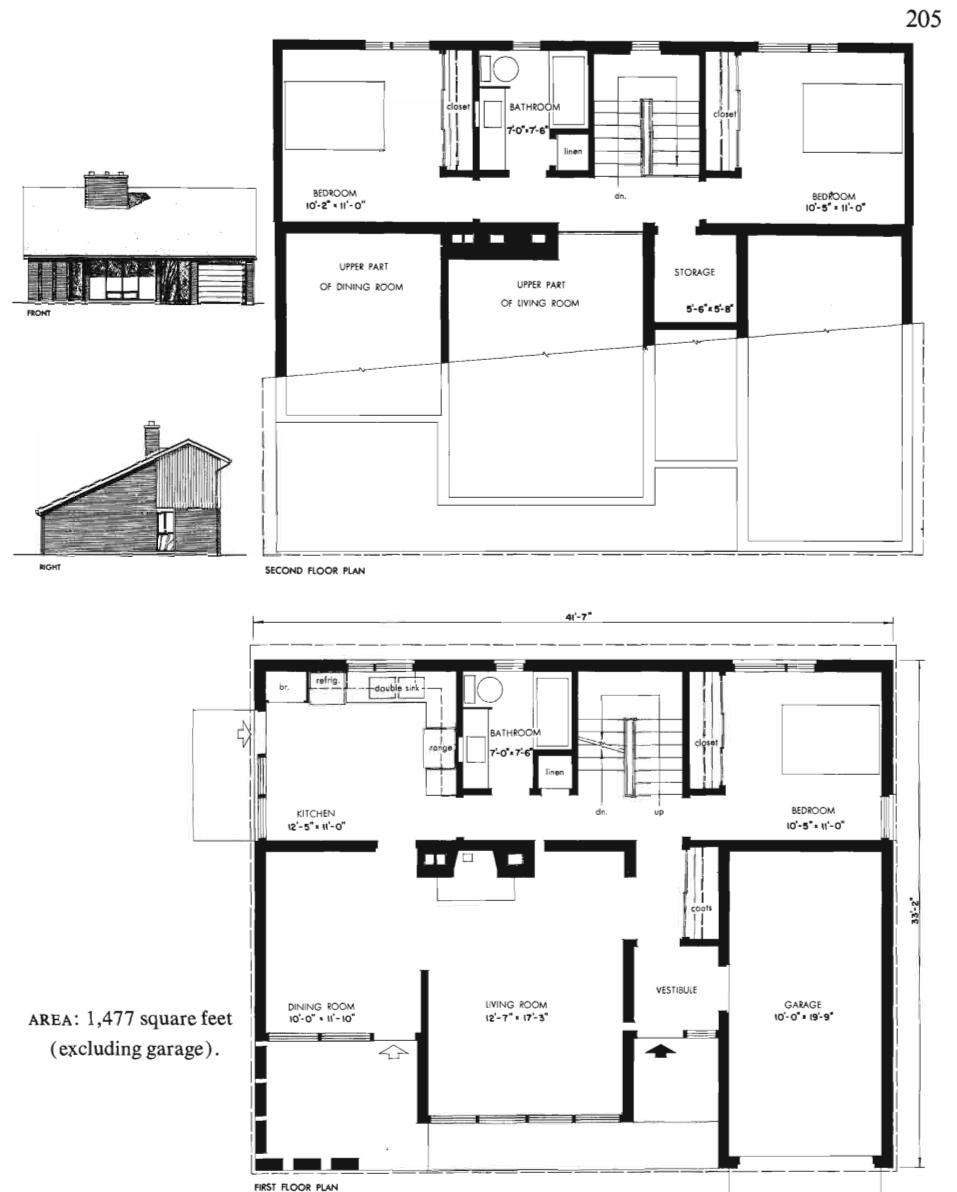 205
closet
BATHROOM
7'-0"×7'-6"
linen
closet
dn.
BEDROOM
10'-2" × 11'-0"
BEDROOM
10'-5" × 11'-0"
UPPER PART
OF DINING ROOM
UPPER PART
OF LIVING ROOM
STORAGE
5'-6"×5'-8"
FRONT
RIGHT
SECOND FLOOR PLAN
41'-7"
br.
refrig.
double sink
range
BATHROOM
7'-0"×7'-6"
linen
closet
dn.
up
KITCHEN
12'-5" × 11'-0"
BEDROOM
10'-5" × 11'-0"
coats
33'-2"
DINING ROOM
10'-0" × 11'-10"
LIVING ROOM
12'-7" × 17'-3"
VESTIBULE
GARAGE
10'-0" × 19'-9"
AREA: 1,477 square feet
(excluding garage).
FIRST FLOOR PLAN